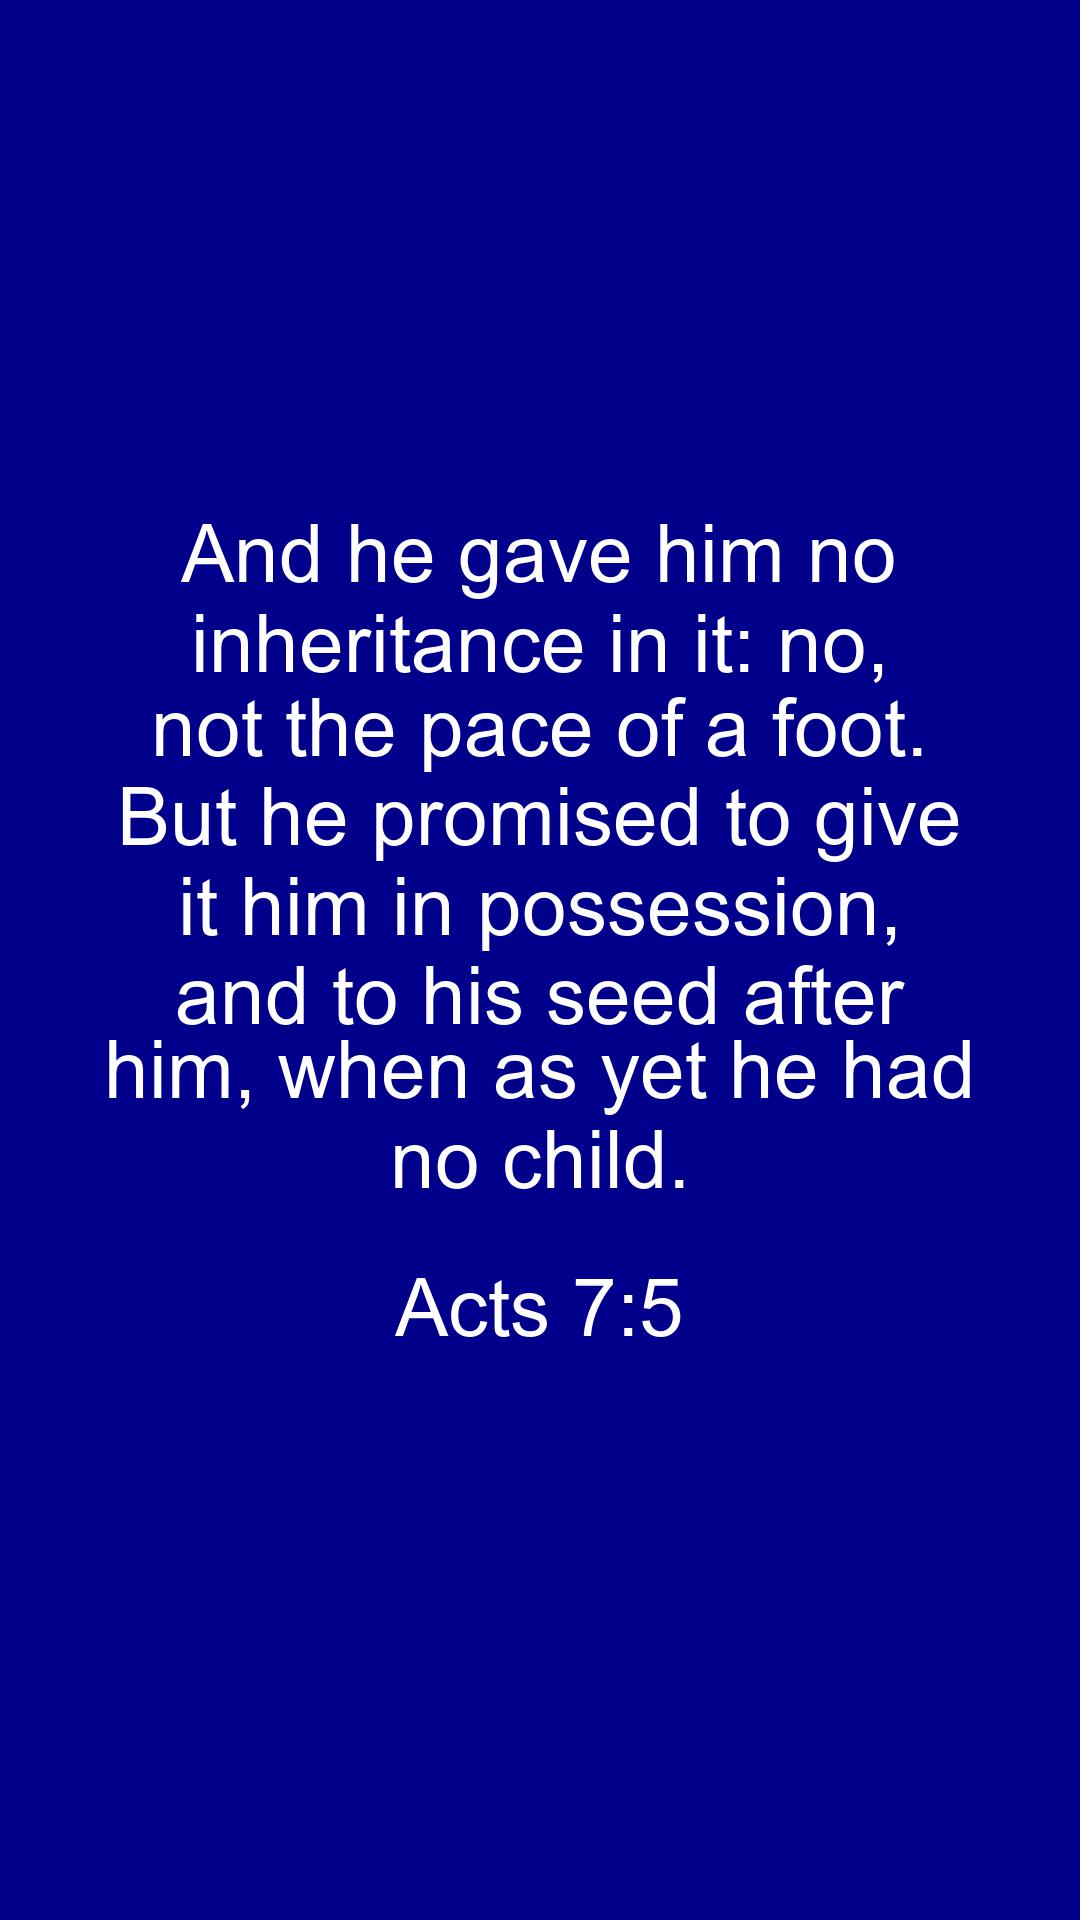 And he gave him no
inheritance in it: no,
not the pace of a foot.
But he promised to give
it him in possession,
and to his seed after
him, when as yet he had
no child.
Acts 7:5